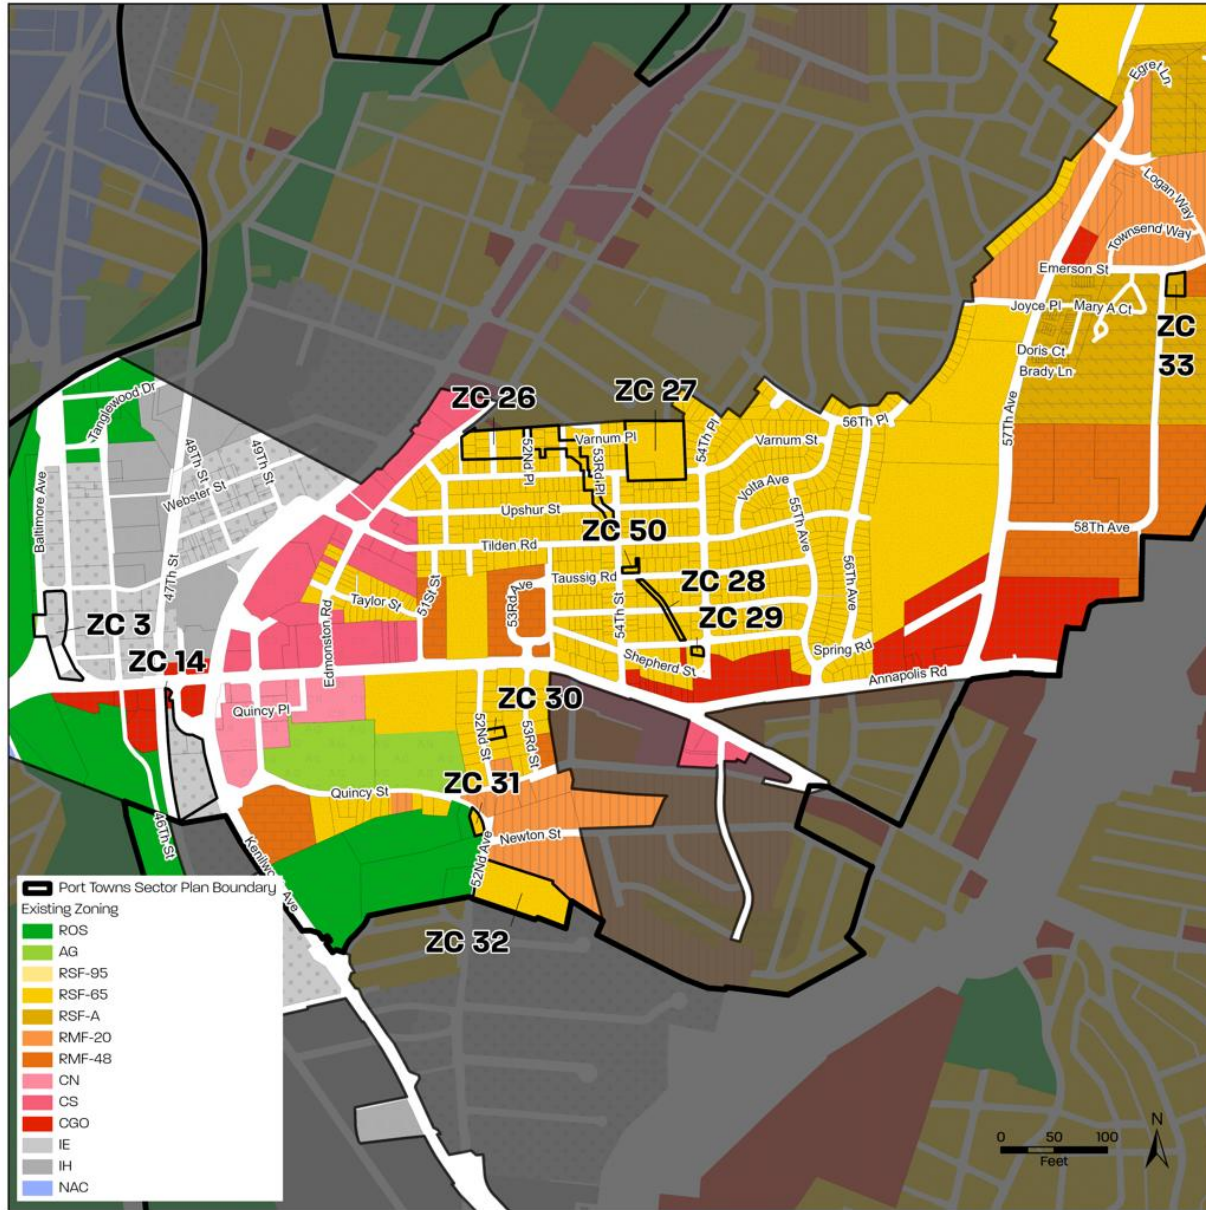 Egret Ln
Logan Way
Townsend Way
Emerson St
Joyce Pl
Mary A Ct
ZC
33
Doris Ct
Brady Ln
57Th Ave
58Th Ave
Tanglewood Dr
Baltimore Ave
48Th St
49Th St
Webster St
47Th St
ZC 26
ZC 27
52Nd Pl
Varnum Pl
53Rd Pl
54Th Pl
Varnum St
56Th Pl
Volta Ave
55Th Ave
56Th Ave
Upshur St
ZC 50
Tilden Rd
Taussig Rd
ZC 28
ZC 29
51St St
53Rd Ave
54Th St
Taylor St
Edmonston Rd
Shepherd St
Spring Rd
Annapolis Rd
ZC 3
ZC 14
Quincy Pl
ZC 30
52Nd St
53Rd St
ZC 31
Quincy St
Newton St
52Nd Ave
ZC 32
46Th St
Kenilwo
Ave
Port Towns Sector Plan Boundary
Existing Zoning
ROS
AG
RSF-95
RSF-65
RSF-A
RMF-20
RMF-48
CN
CS
CGO
IE
IH
NAC
N
0 50 100
Feet